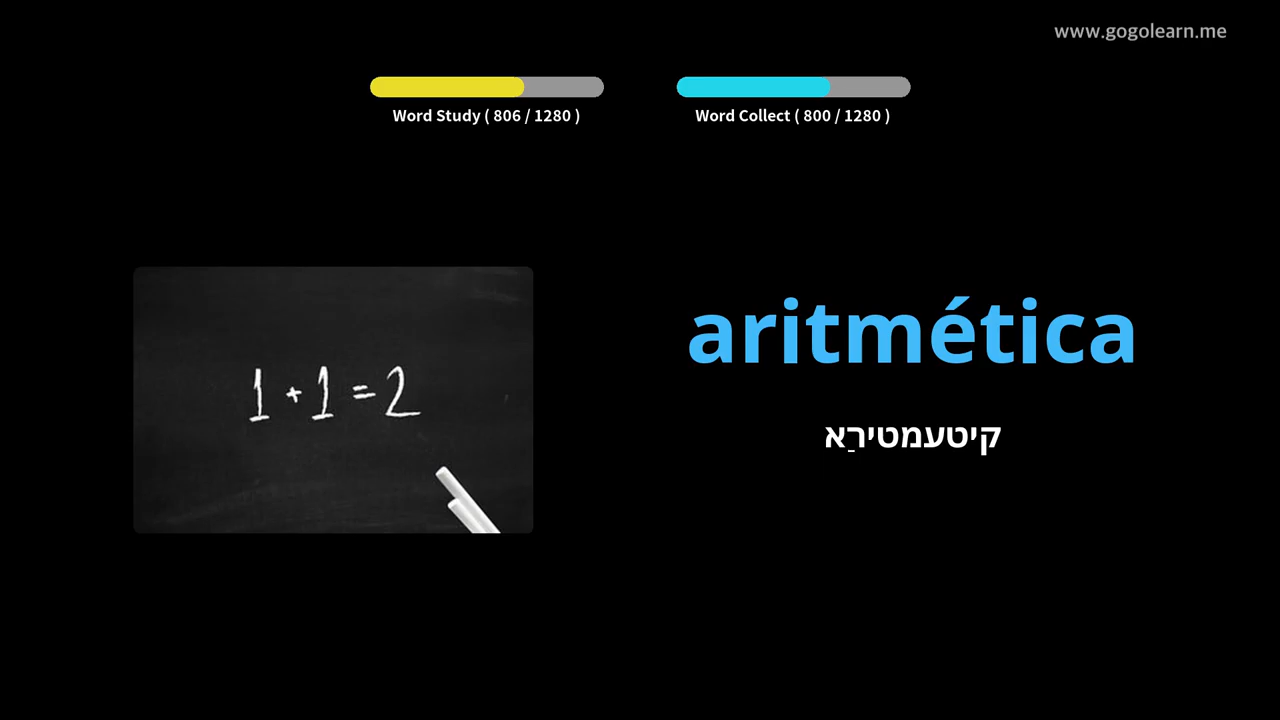 www.gogolearn.me
Word Study ( 806 / 1280 )
Word Collect ( 800 / 1280 )
1 + 1 = 2
aritmética
קיטעמטירַא